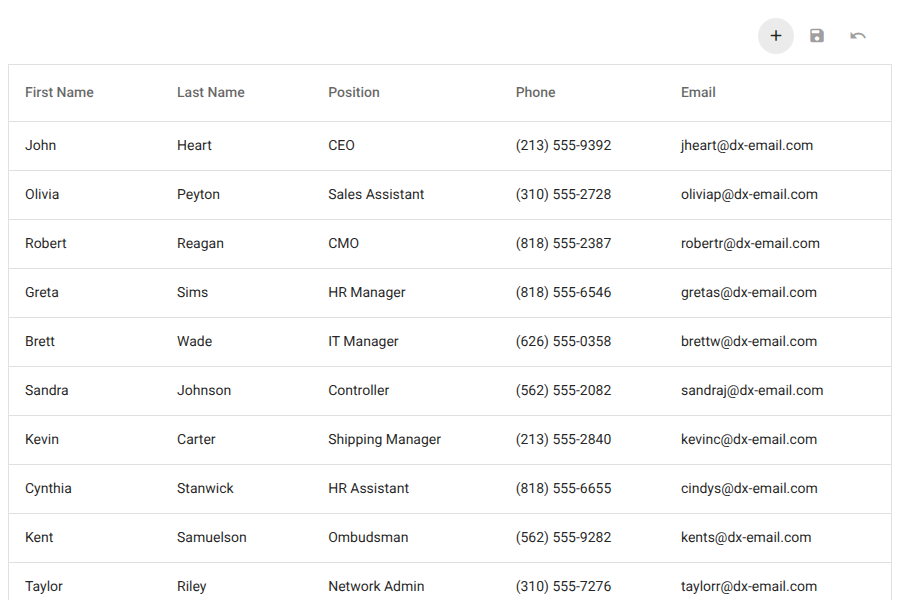 First Name Last Name Position Phone Email
John Heart CEO (213) 555-9392 jheart@dx-email.com
Olivia Peyton Sales Assistant (310) 555-2728 oliviap@dx-email.com
Robert Reagan CMO (818) 555-2387 robertr@dx-email.com
Greta Sims HR Manager (818) 555-6546 gretas@dx-email.com
Brett Wade IT Manager (626) 555-0358 brettw@dx-email.com
Sandra Johnson Controller (562) 555-2082 sandraj@dx-email.com
Kevin Carter Shipping Manager (213) 555-2840 kevinc@dx-email.com
Cynthia Stanwick HR Assistant (818) 555-6655 cindys@dx-email.com
Kent Samuelson Ombudsman (562) 555-9282 kents@dx-email.com
Taylor Riley Network Admin (310) 555-7276 taylorr@dx-email.com